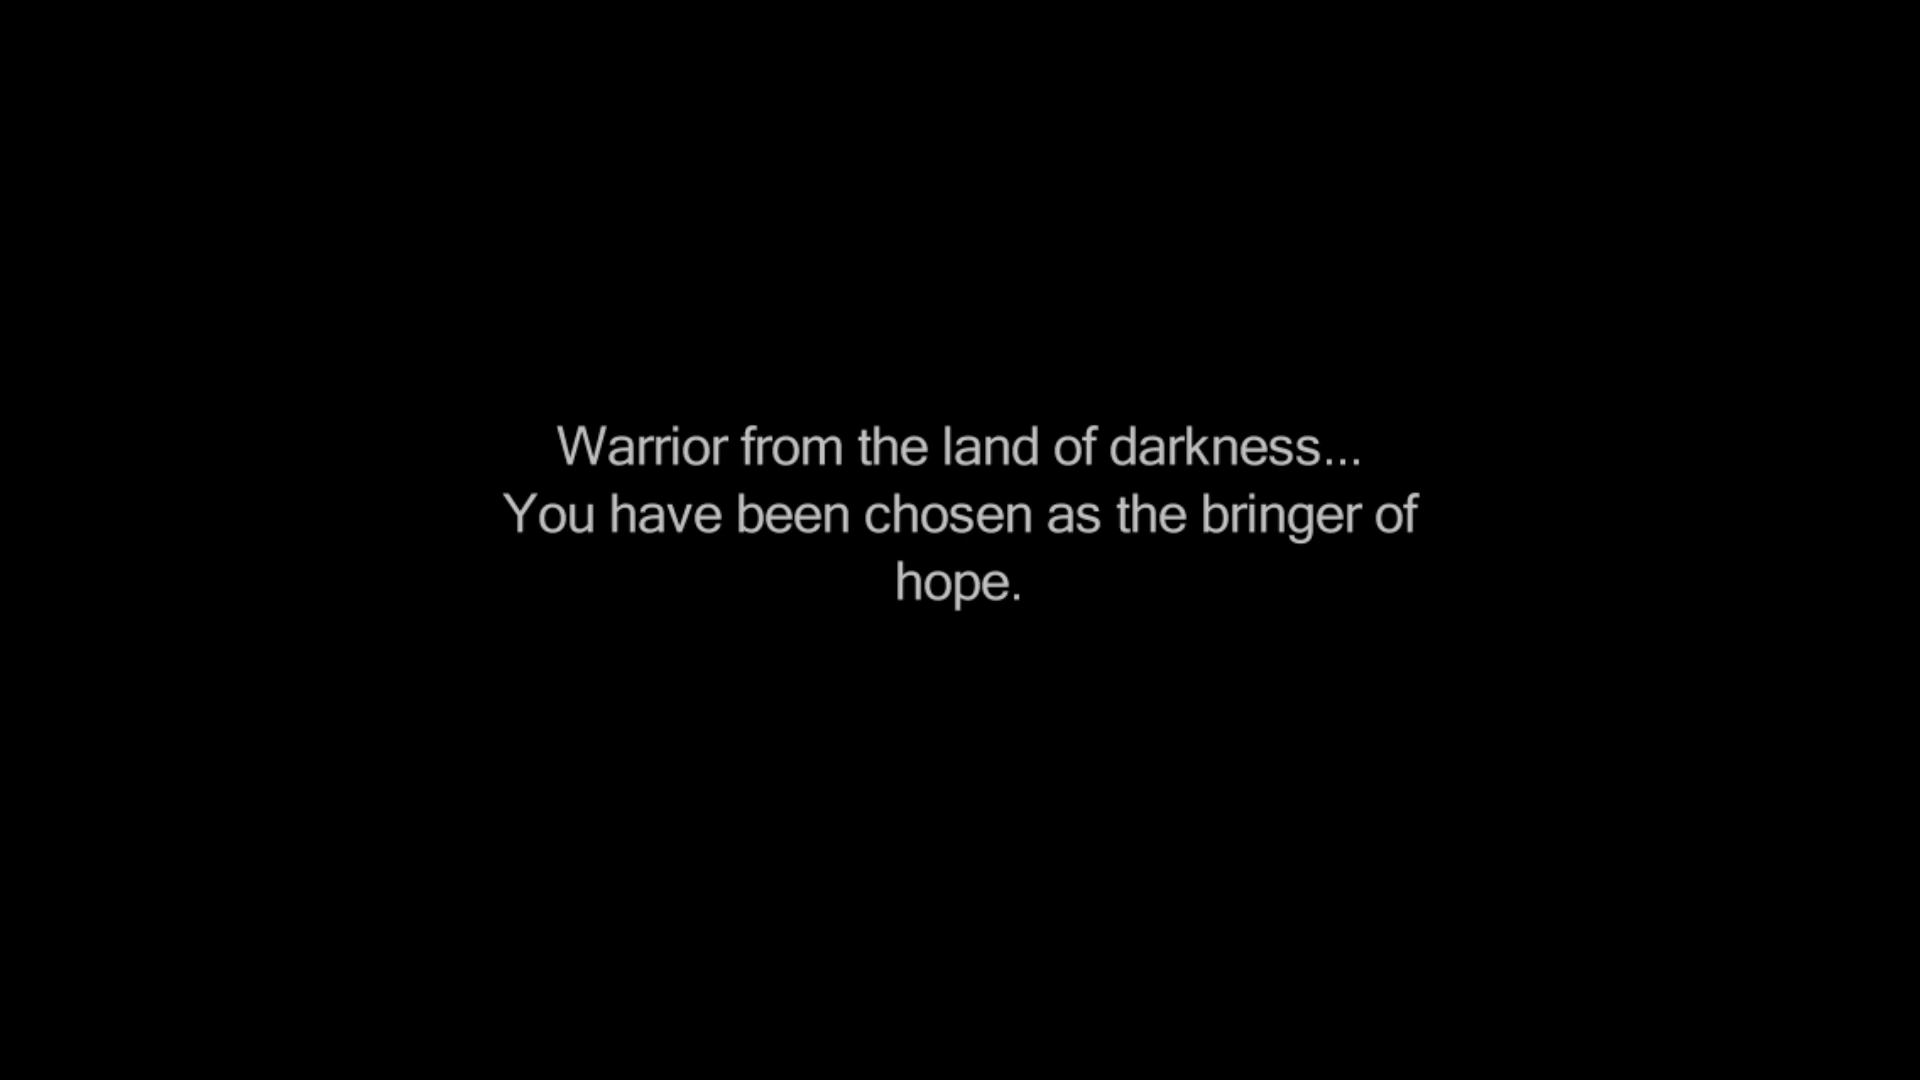 Warrior from the land of darkness...
You have been chosen as the bringer of
hope.